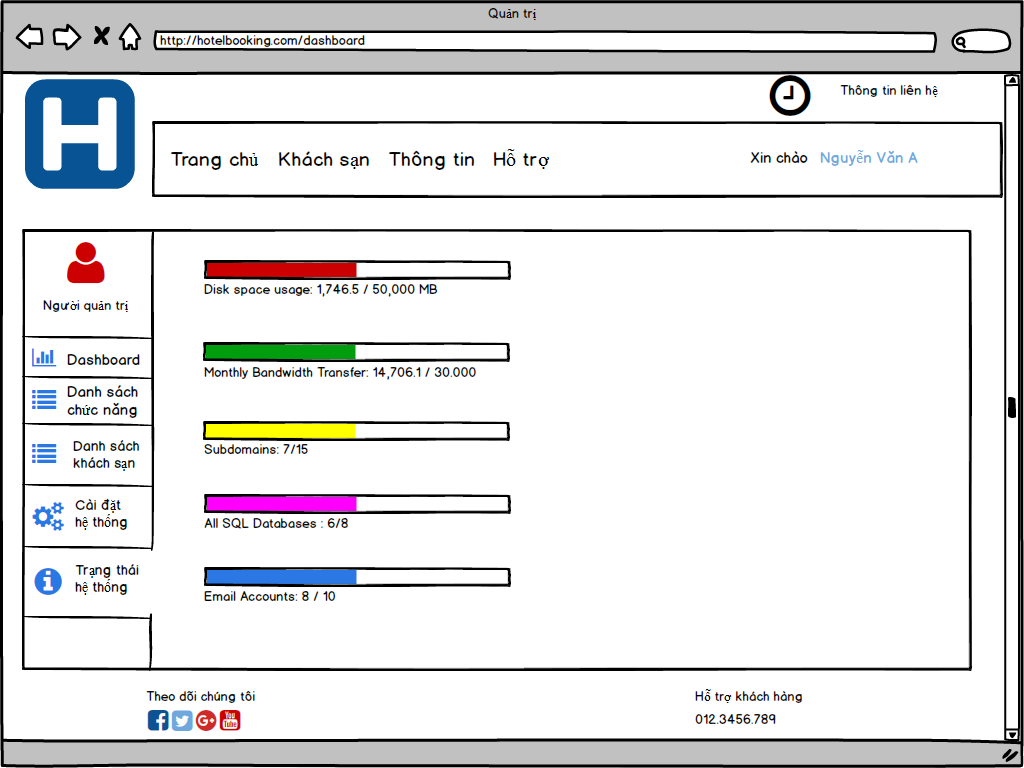 Quản trị
http://hotelbooking.com/dashboard
H
Thông tin liên hệ
Trang chủ Khách sạn Thông tin Hỗ trợ
Xin chào Nguyễn Văn A
Người quản trị
Dashboard
Danh sách
chức năng
Danh sách
khách sạn
Cài đặt
hệ thống
Trạng thái
hệ thống
Disk space usage: 1,746.5 / 50,000 MB
Monthly Bandwidth Transfer: 14,706.1 / 30.000
Subdomains: 7/15
All SQL Databases : 6/8
Email Accounts: 8 / 10
Theo dõi chúng tôi
f G+ You Tube
Hỗ trợ khách hàng
012.3456.789